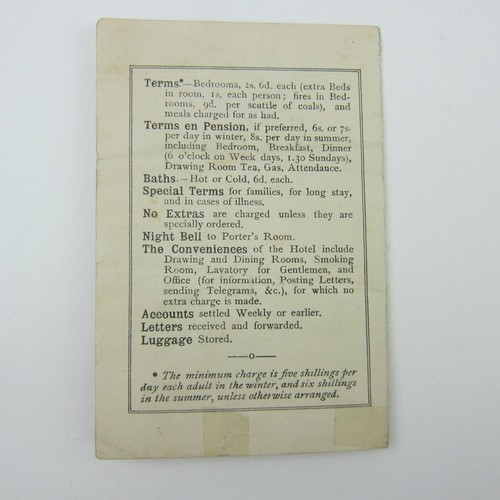 Terms.*—Bedrooms, 2s. 6d. each (extra Beds
in room, 1s. each person; fires in Bed-
rooms, 9d. per scuttle of coals), and
meals charged for as had.
Terms en Pension, if preferred, 6s. or 7s.
per day in winter, 8s. per day in summer,
including Bedroom, Breakfast, Dinner
(6 o'clock on Week days, 1.30 Sundays),
Drawing Room Tea, Gas, Attendance.
Baths.—Hot or Cold, 6d. each.
Special Terms for families, for long stay,
and in cases of illness.
No Extras are charged unless they are
specially ordered.
Night Bell to Porter's Room.
The Conveniences of the Hotel include
Drawing and Dining Rooms, Smoking
Room, Lavatory for Gentlemen, and
Office (for information, Posting Letters,
sending Telegrams, &c.), for which no
extra charge is made.
Accounts settled Weekly or earlier.
Letters received and forwarded.
Luggage Stored.
——o——
* The minimum charge is five shillings per
day each adult in the winter, and six shillings
in the summer, unless otherwise arranged.